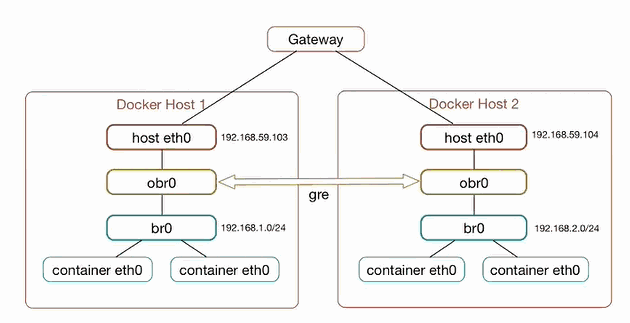 Gateway
Docker Host 1
Docker Host 2
host eth0
192.168.59.103
host eth0
192.168.59.104
obr0
gre
obr0
br0
192.168.1.0/24
br0
192.168.2.0/24
container eth0
container eth0
container eth0
container eth0